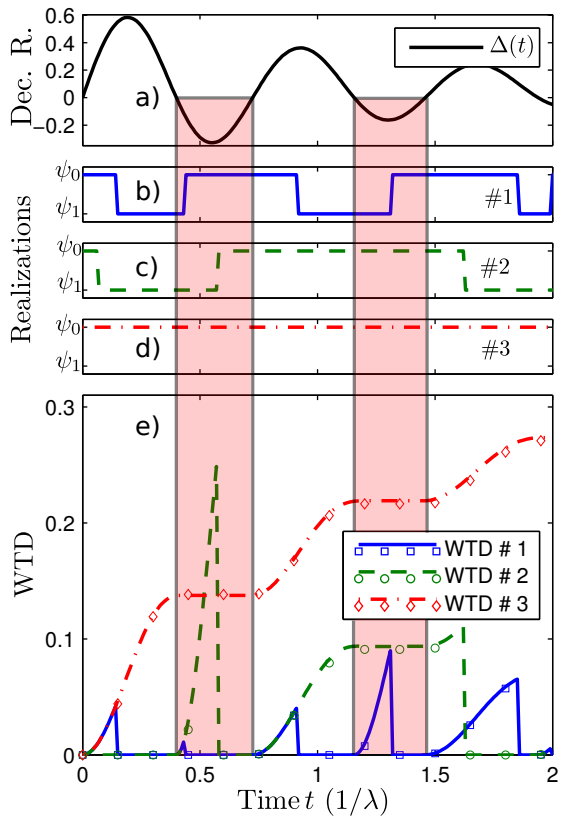 0.6
0.4
0.2
0
−0.2
Dec. R.
Δ(t)
a)
ψ0
ψ1
b)
#1
ψ0
ψ1
c)
#2
ψ0
ψ1
d)
#3
Realizations
0.3
0.2
0.1
0
WTD
e)
WTD # 1
WTD # 2
WTD # 3
0 0.5 1 1.5 2
Time t (1/λ)